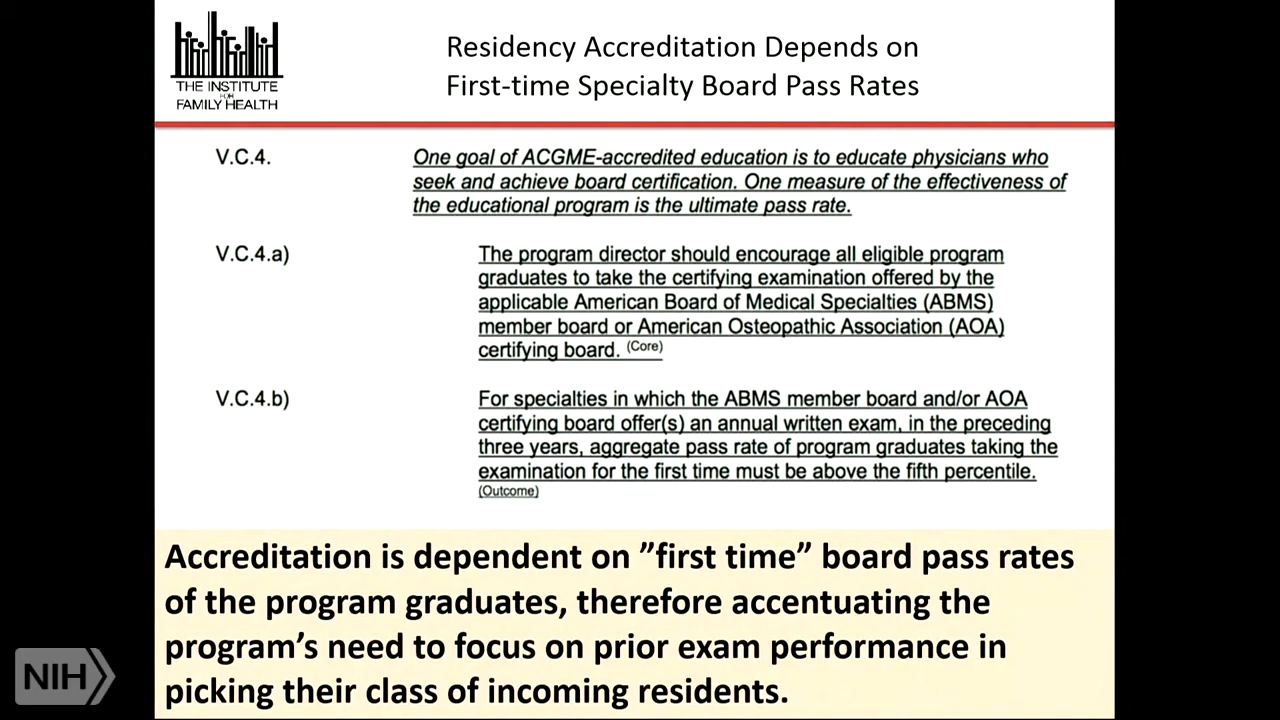 THE INSTITUTE
FOR
FAMILY HEALTH
Residency Accreditation Depends on
First-time Specialty Board Pass Rates
V.C.4.
One goal of ACGME-accredited education is to educate physicians who
seek and achieve board certification. One measure of the effectiveness of
the educational program is the ultimate pass rate.
V.C.4.a)
The program director should encourage all eligible program
graduates to take the certifying examination offered by the
applicable American Board of Medical Specialties (ABMS)
member board or American Osteopathic Association (AOA)
certifying board. (Core)
V.C.4.b)
For specialties in which the ABMS member board and/or AOA
certifying board offer(s) an annual written exam, in the preceding
three years, aggregate pass rate of program graduates taking the
examination for the first time must be above the fifth percentile.
(Outcome)
Accreditation is dependent on ”first time” board pass rates
of the program graduates, therefore accentuating the
program’s need to focus on prior exam performance in
picking their class of incoming residents.
NIH